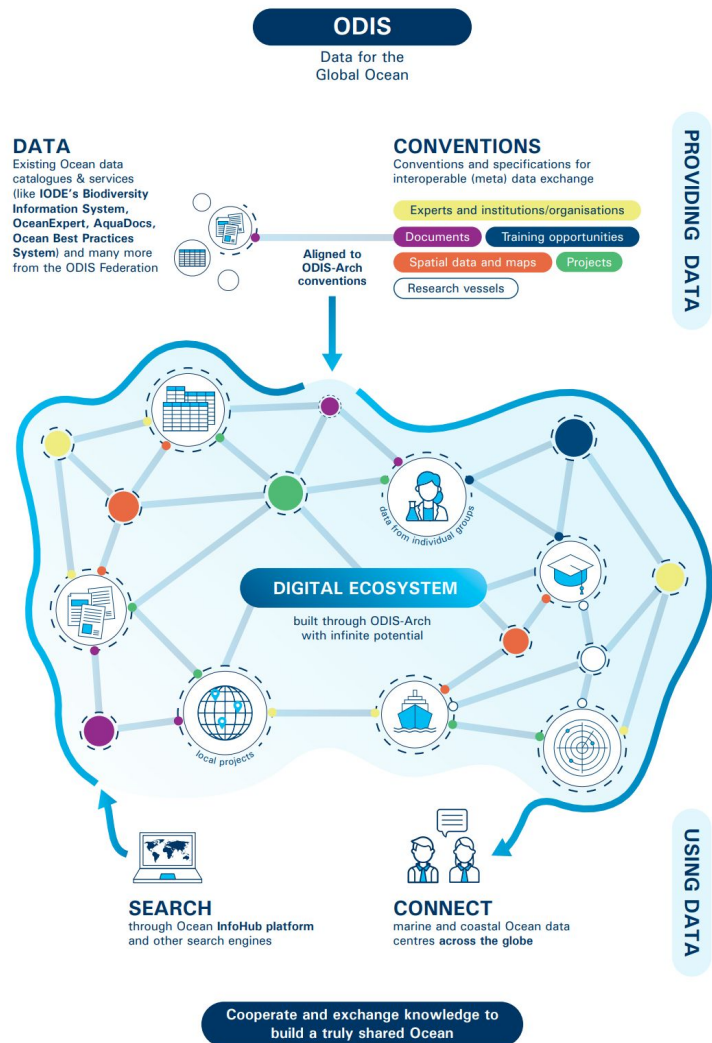 ODIS
Data for the
Global Ocean
DATA
Existing Ocean data
catalogues & services
(like IODE's Biodiversity
Information System,
OceanExpert, AquaDocs,
Ocean Best Practices
System) and many more
from the ODIS Federation
CONVENTIONS
Conventions and specifications for
interoperable (meta) data exchange
Experts and institutions/organisations
Documents
Training opportunities
Spatial data and maps
Projects
Research vessels
Aligned to
ODIS-Arch
conventions
PROVIDING DATA
data from individual groups
DIGITAL ECOSYSTEM
built through ODIS-Arch
with infinite potential
local projects
SEARCH
through Ocean InfoHub platform
and other search engines
CONNECT
marine and coastal Ocean data
centres across the globe
USING DATA
Cooperate and exchange knowledge to
build a truly shared Ocean